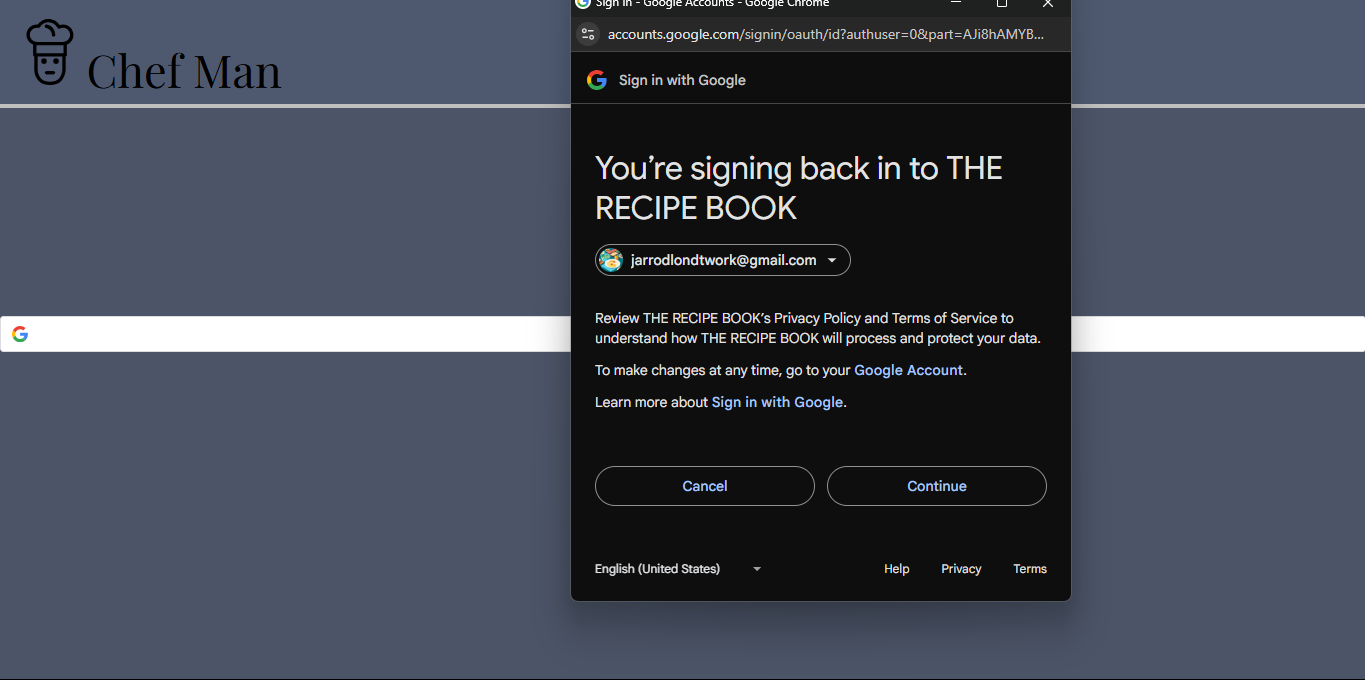 Chef Man
Sign in - Google Accounts - Google Chrome
accounts.google.com/signin/oauth/id?authuser=0&part=AJi8hAMYB...
Sign in with Google
You’re signing back in to THE
RECIPE BOOK
jarrodlondtwork@gmail.com
Review THE RECIPE BOOK’s Privacy Policy and Terms of Service to
understand how THE RECIPE BOOK will process and protect your data.
To make changes at any time, go to your Google Account.
Learn more about Sign in with Google.
Cancel Continue
English (United States) Help Privacy Terms